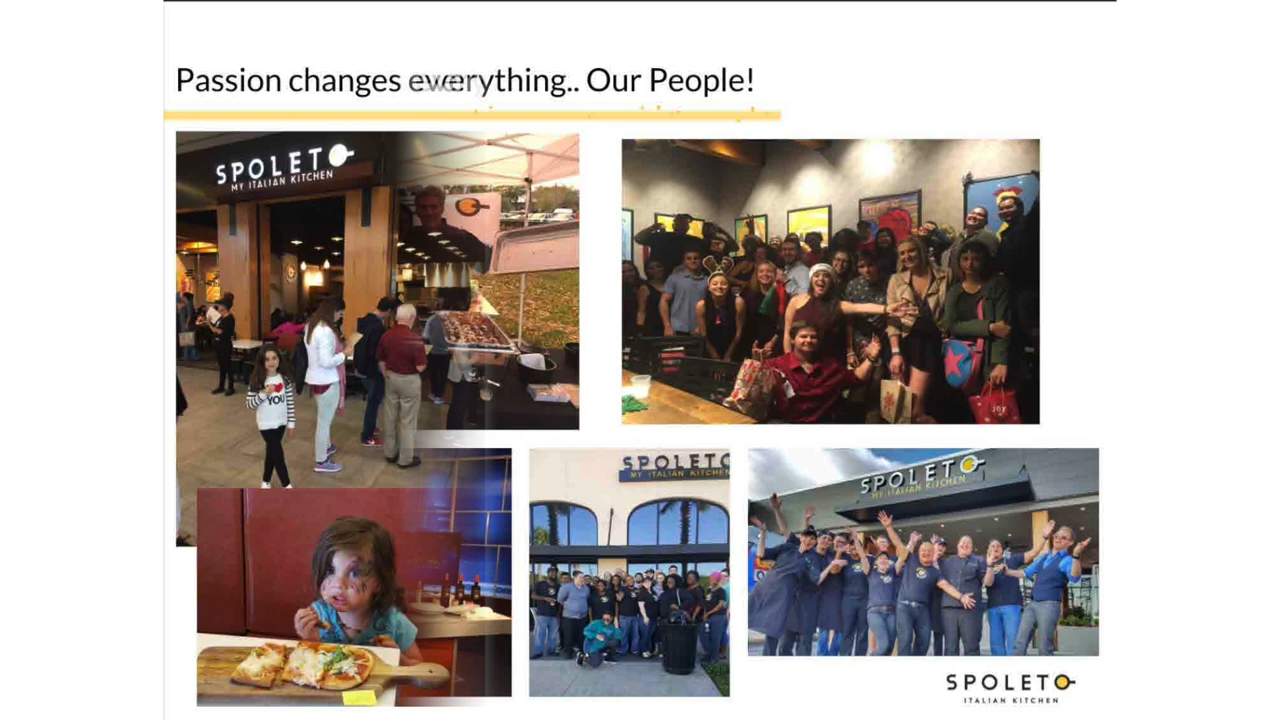 Passion changes everything.. Our People!
SPOLETO
MY ITALIAN KITCHEN
YOU
JOY
SPOLETO
MY ITALIAN KITCHEN
SPOLETO
MY ITALIAN KITCHEN
SPOLETO
ITALIAN KITCHEN